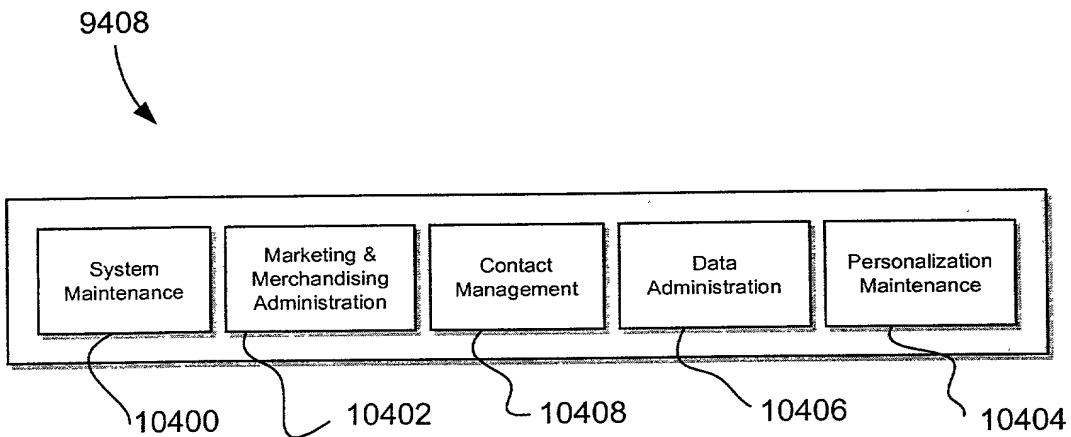 9408
System
Maintenance
Marketing &
Merchandising
Administration
Contact
Management
Data
Administration
Personalization
Maintenance
10400
10402
10408
10406
10404